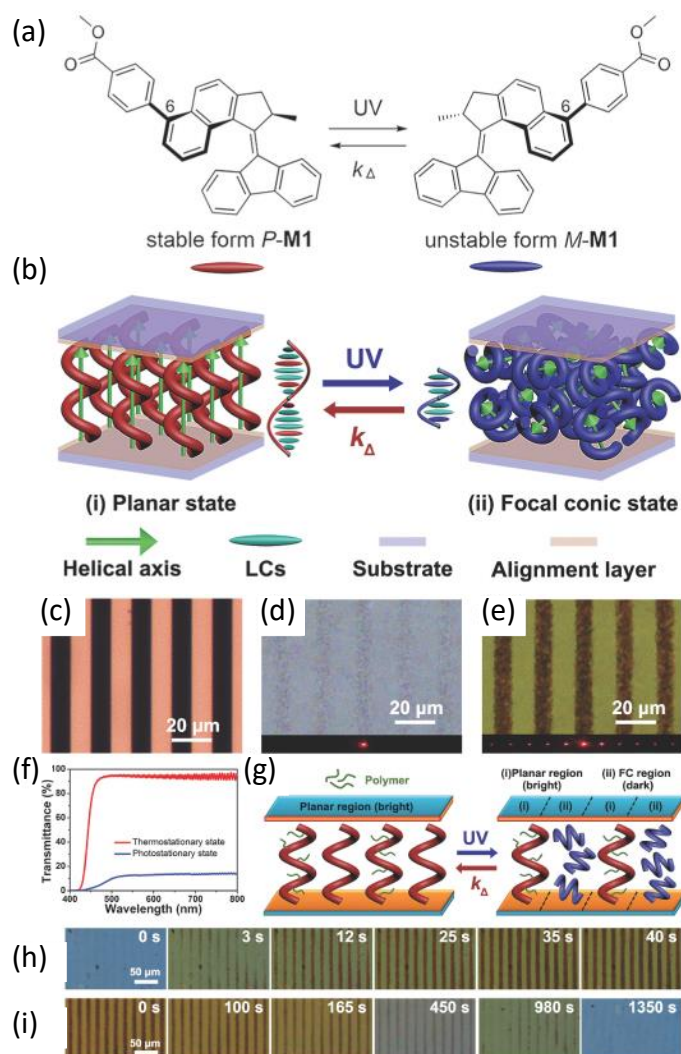 (a)
O
O
6
UV
k∆
6
O
O
stable form P-M1
unstable form M-M1
(b)
UV
k∆
(i) Planar state
(ii) Focal conic state
Helical axis
LCs
Substrate
Alignment layer
(c)
20 µm
(d)
20 µm
(e)
20 µm
(f)
Transmittance (%)
100
80
60
40
20
0
Thermostationary state
Photostationary state
400
500
600
700
800
Wavelength (nm)
(g)
Polymer
Planar region (bright)
UV
k∆
(i)Planar region (bright)
(ii) FC region (dark)
(i)
(ii)
(i)
(ii)
(h)
0 s
50 µm
3 s
12 s
25 s
35 s
40 s
(i)
0 s
50 µm
100 s
165 s
450 s
980 s
1350 s